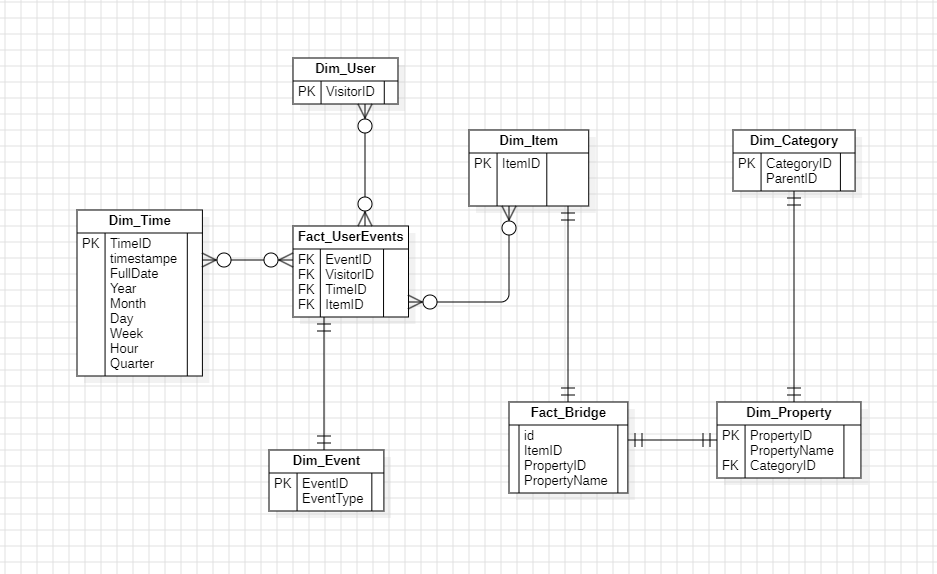 Dim_User
PK VisitorID
Dim_Item
PK ItemID
Dim_Category
PK CategoryID
ParentID
Dim_Time
PK TimeID
timestampe
FullDate
Year
Month
Day
Week
Hour
Quarter
Fact_UserEvents
FK EventID
FK VisitorID
FK TimeID
FK ItemID
Fact_Bridge
id
ItemID
PropertyID
PropertyName
Dim_Property
PK PropertyID
PropertyName
FK CategoryID
Dim_Event
PK EventID
EventType